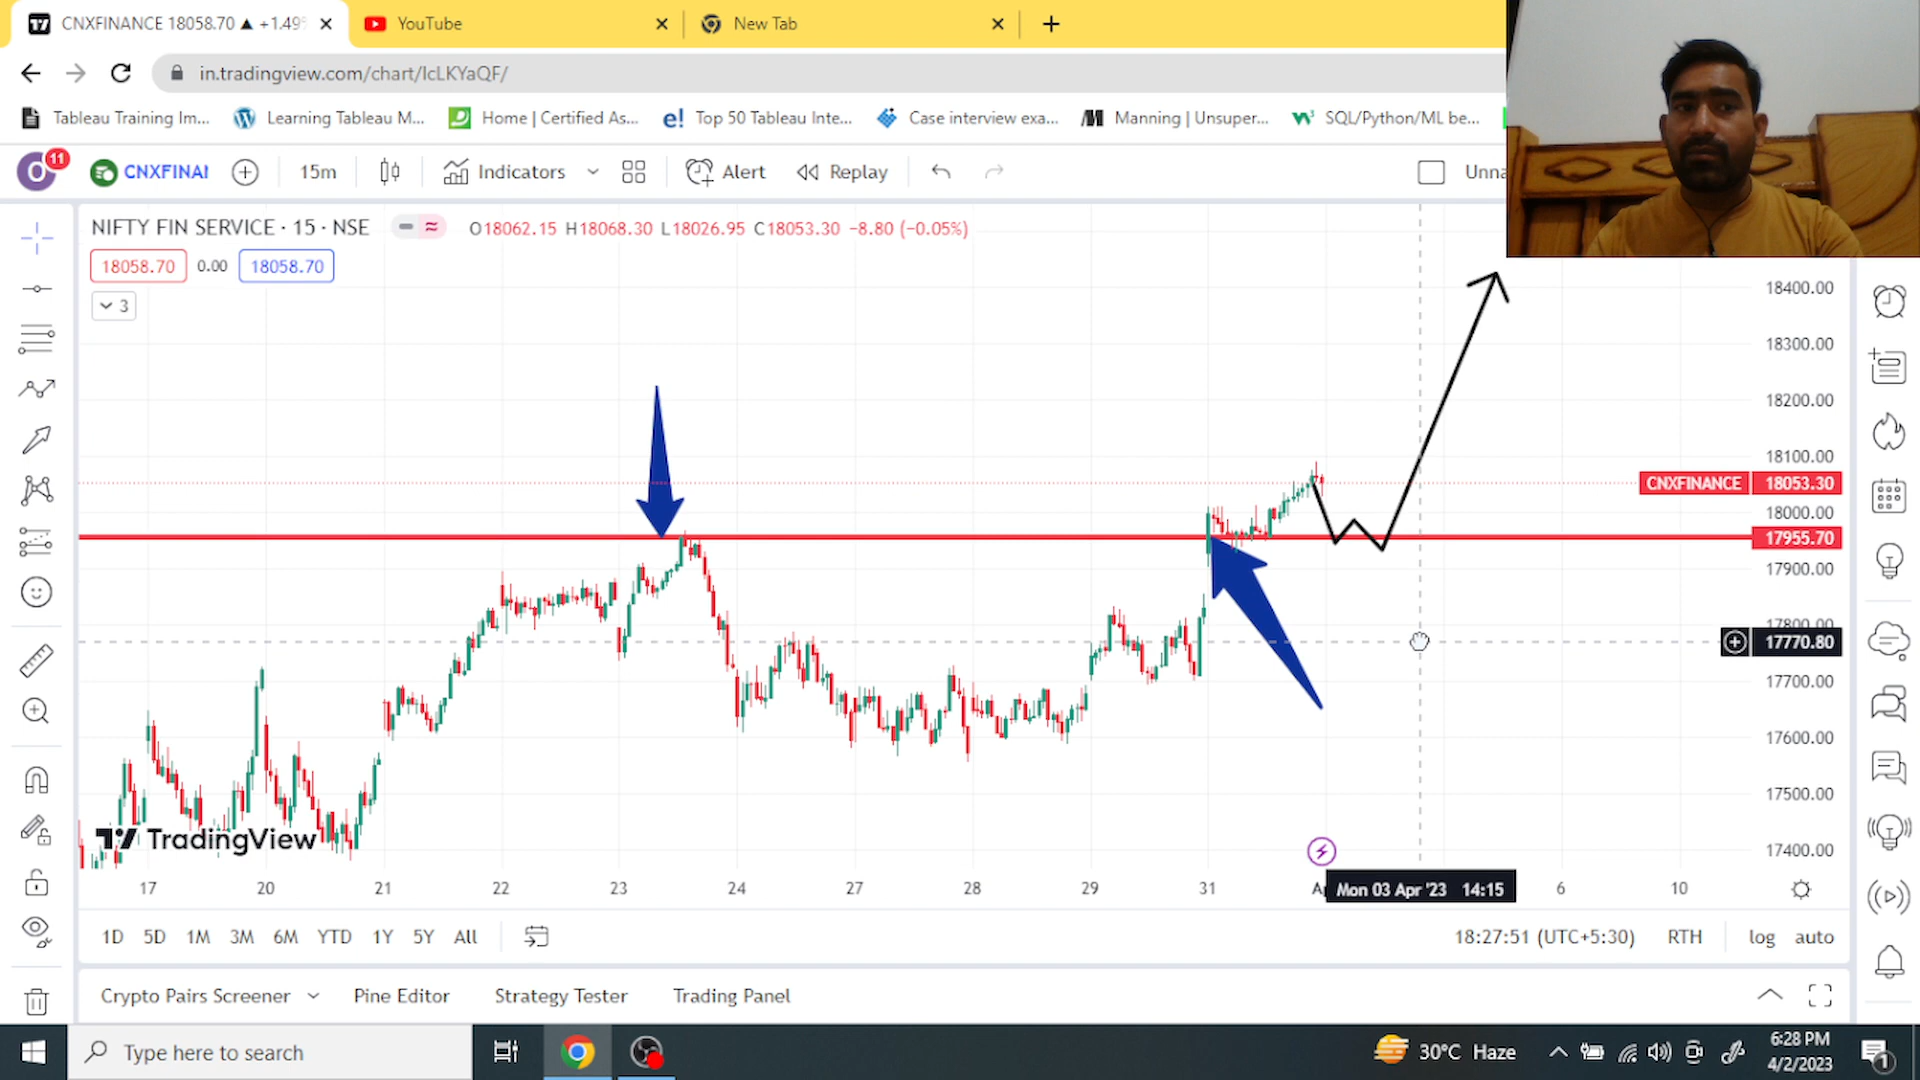 CNXFINANCE 18058.70 ▲ +1.49
YouTube
New Tab
in.tradingview.com/chart/IcLKYaQF/
Tableau Training Im...
Learning Tableau M...
Home | Certified As...
Top 50 Tableau Inte...
Case interview exa...
Manning | Unsuper...
SQL/Python/ML be...
O 11
CNXFINAI
15m
Indicators
Alert
Replay
Unna
NIFTY FIN SERVICE · 15 · NSE
O18062.15 H18068.30 L18026.95 C18053.30 −8.80 (−0.05%)
18058.70 0.00 18058.70
3
18400.00
18300.00
18200.00
18100.00
CNXFINANCE 18053.30
18000.00
17955.70
17900.00
17800.00
17770.80
17700.00
17600.00
17500.00
17400.00
TradingView
17 20 21 22 23 24 27 28 29 31 Mon 03 Apr '23 14:15 6 10
1D 5D 1M 3M 6M YTD 1Y 5Y All
18:27:51 (UTC+5:30) RTH log auto
Crypto Pairs Screener Pine Editor Strategy Tester Trading Panel
Type here to search
30°C Haze
6:28 PM
4/2/2023
1